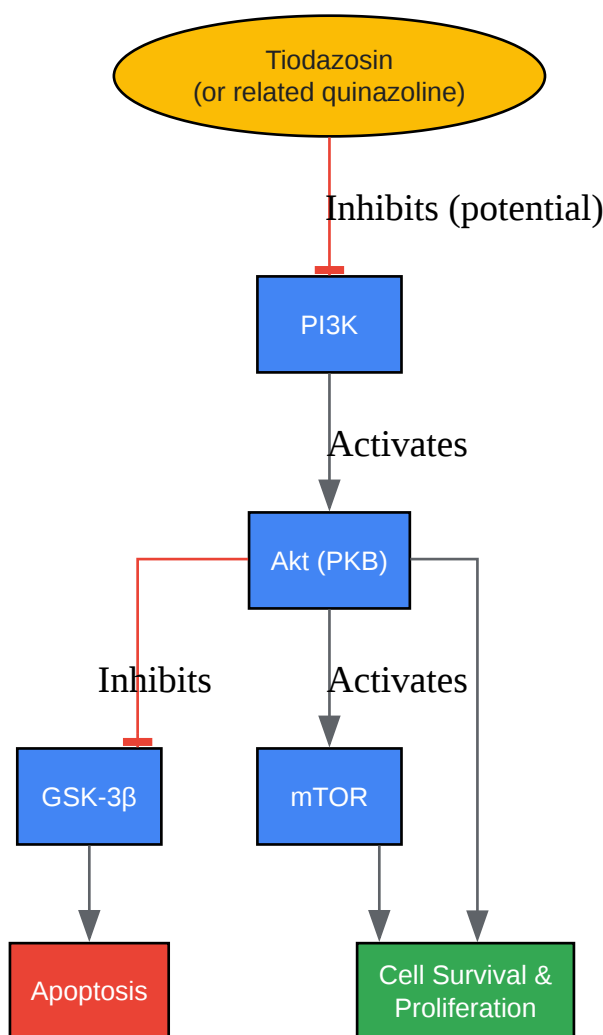 Tiodazosin
(or related quinazoline)
Inhibits (potential)
PI3K
Activates
Akt (PKB)
Inhibits
Activates
GSK-3β
mTOR
Apoptosis
Cell Survival &
Proliferation